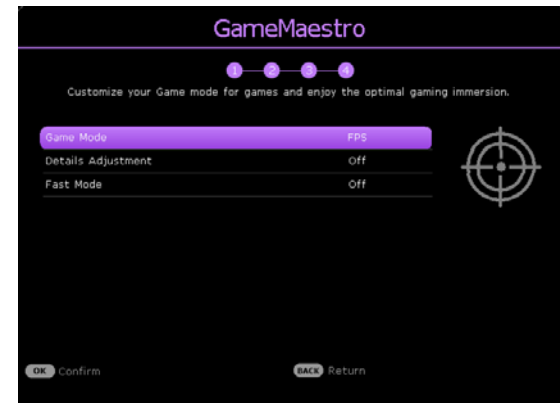 GameMaestro
1 2 3 4
Customize your Game mode for games and enjoy the optimal gaming immersion.
Game Mode FPS
Details Adjustment Off
Fast Mode Off
OK Confirm BACK Return